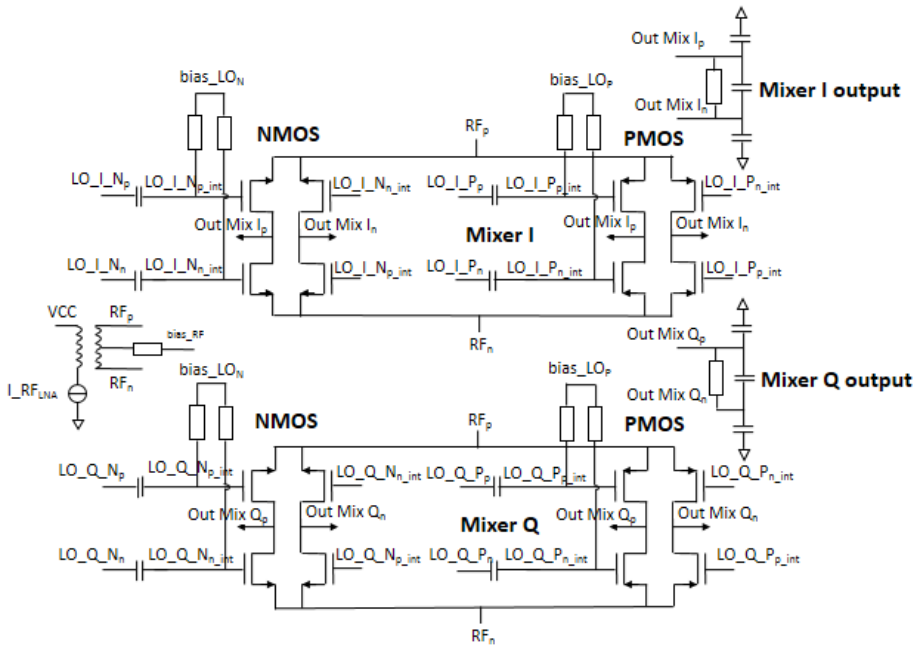 Out Mix Ip
bias_LON
bias_LOP
Mixer I output
Out Mix In
NMOS
RFp
PMOS
LO_I_Np
LO_I_Np_int
LO_I_Nn_int
LO_I_Pp
LO_I_Pp_int
LO_I_Pn_int
Out Mix Ip
Out Mix In
Mixer I
Out Mix Ip
Out Mix In
LO_I_Nn
LO_I_Nn_int
LO_I_Np_int
LO_I_Pn
LO_I_Pn_int
LO_I_Pp_int
VCC
RFp
bias_RF
RFn
Out Mix Qp
RFn
I_RFLNA
bias_LON
bias_LOP
Mixer Q output
Out Mix Qn
NMOS
RFp
PMOS
LO_Q_Np
LO_Q_Np_int
LO_Q_Nn_int
LO_Q_Pp
LO_Q_Pp_int
LO_Q_Pn_int
Out Mix Qp
Out Mix Qn
Mixer Q
Out Mix Qp
Out Mix Qn
LO_Q_Nn
LO_Q_Nn_int
LO_Q_Np_int
LO_Q_Pn
LO_Q_Pn_int
LO_Q_Pp_int
RFn